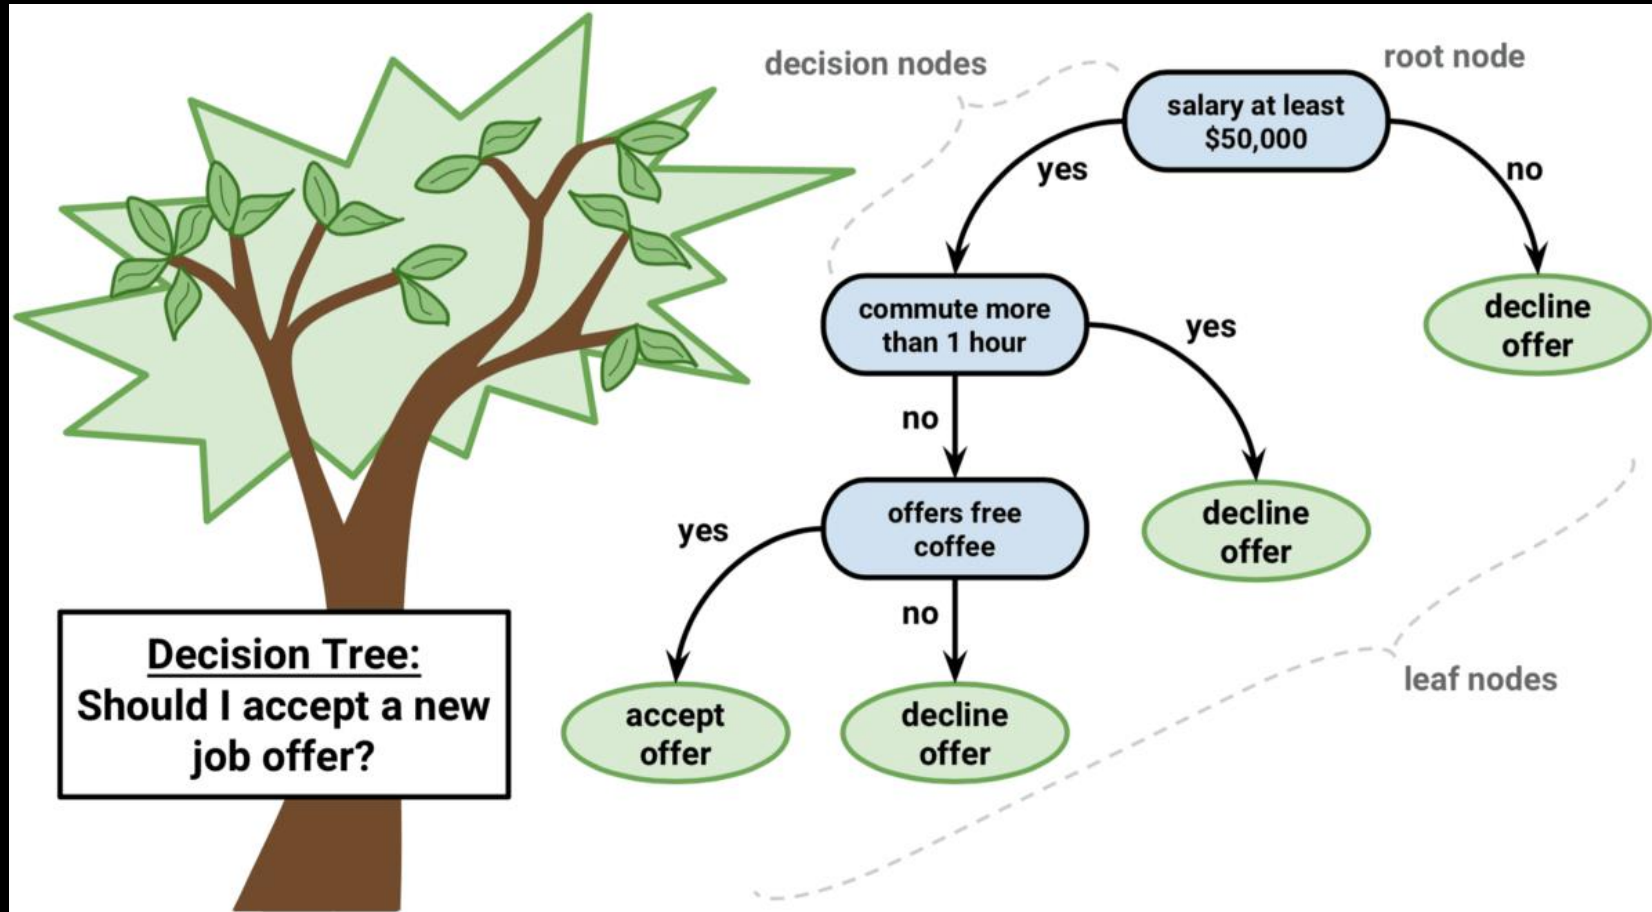 decision nodes
root node
salary at least
$50,000
yes
no
commute more
than 1 hour
yes
decline
offer
no
offers free
coffee
decline
offer
yes
no
Decision Tree:
Should I accept a new
job offer?
accept
offer
decline
offer
leaf nodes